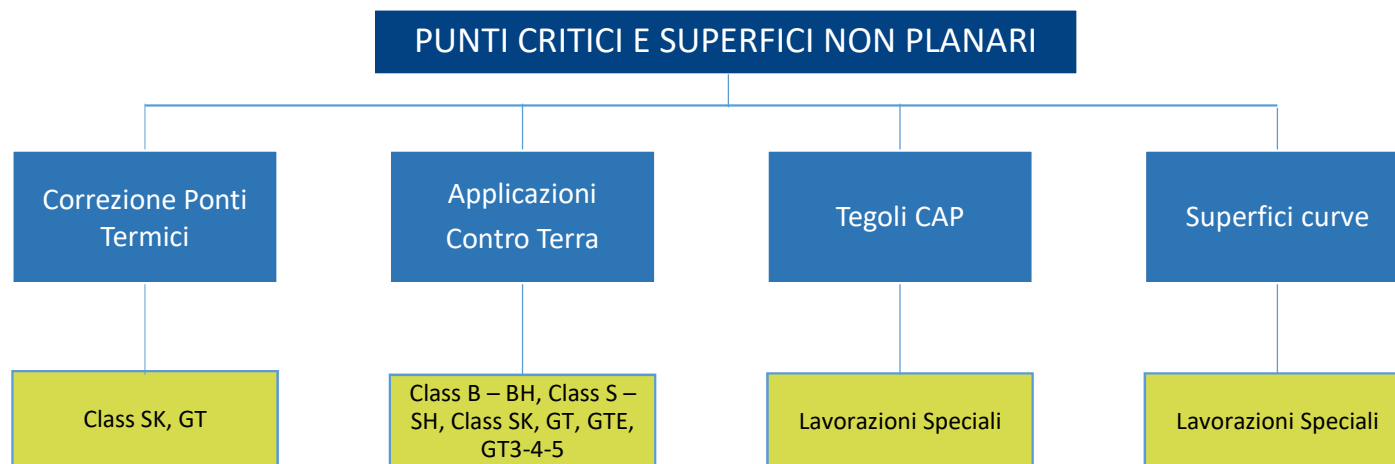 PUNTI CRITICI E SUPERFICI NON PLANARI
Correzione Ponti
Termici
Applicazioni
Contro Terra
Tegoli CAP
Superfici curve
Class SK, GT
Class B – BH, Class S –
SH, Class SK, GT, GTE,
GT3-4-5
Lavorazioni Speciali
Lavorazioni Speciali